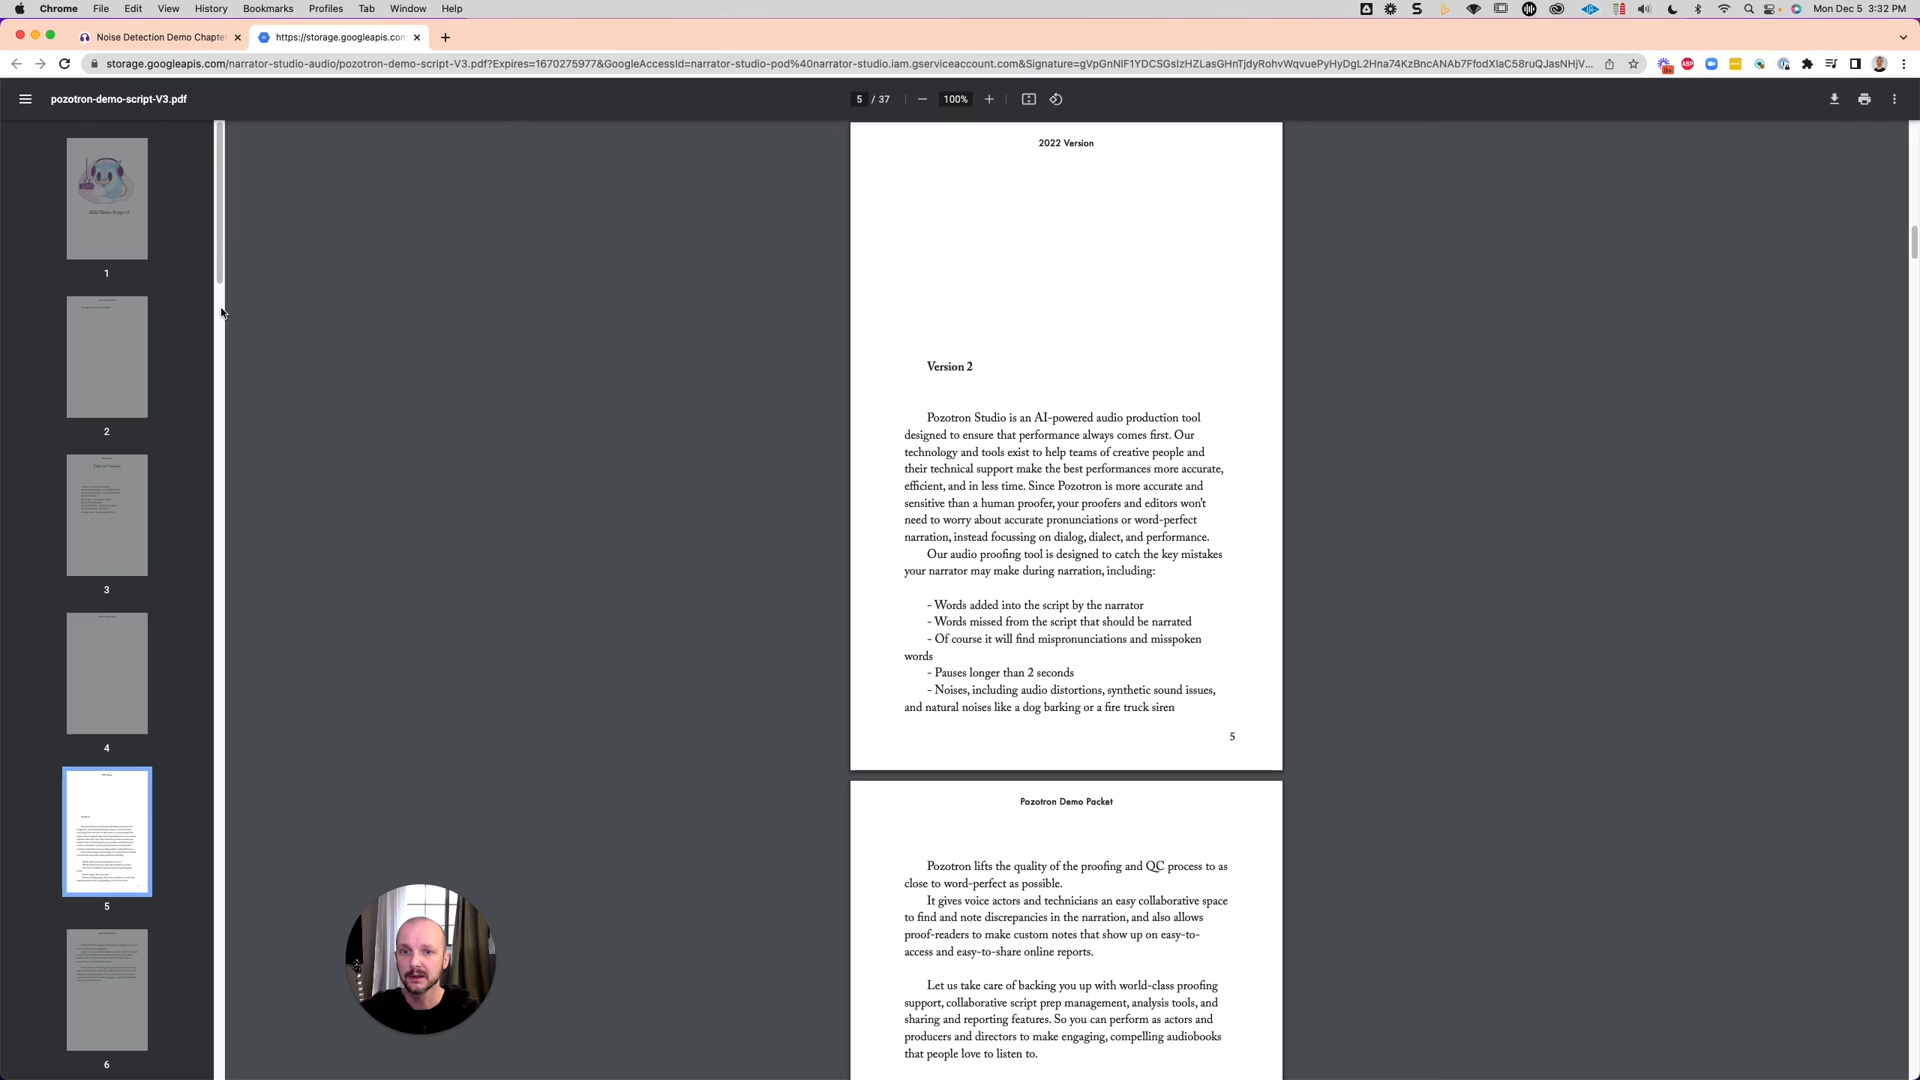 Chrome File Edit View History Bookmarks Profiles Tab Window Help
Mon Dec 5 3:32 PM
Noise Detection Demo Chapter
https://storage.googleapis.com
storage.googleapis.com/narrator-studio-audio/pozotron-demo-script-V3.pdf?Expires=1670275977&GoogleAccessId=narrator-studio-pod%40narrator-studio.iam.gserviceaccount.com&Signature=
pozotron-demo-script-V3.pdf
5 / 37
100%
1
2
Table of Contents
3
4
5
6
2022 Version
Version 2
Pozotron Studio is an AI-powered audio production tool
designed to ensure that performance always comes first. Our
technology and tools exist to help teams of creative people and
their technical support make the best performances more accurate,
efficient, and in less time. Since Pozotron is more accurate and
sensitive than a human proofer, your proofers and editors won't
need to worry about accurate pronunciations or word-perfect
narration, instead focussing on dialog, dialect, and performance.
Our audio proofing tool is designed to catch the key mistakes
your narrator may make during narration, including:
- Words added into the script by the narrator
- Words missed from the script that should be narrated
- Of course it will find mispronunciations and misspoken
words
- Pauses longer than 2 seconds
- Noises, including audio distortions, synthetic sound issues,
and natural noises like a dog barking or a fire truck siren
5
Pozotron Demo Packet
Pozotron lifts the quality of the proofing and QC process to as
close to word-perfect as possible.
It gives voice actors and technicians an easy collaborative space
to find and note discrepancies in the narration, and also allows
proof-readers to make custom notes that show up on easy-to-
access and easy-to-share online reports.
Let us take care of backing you up with world-class proofing
support, collaborative script prep management, analysis tools, and
sharing and reporting features. So you can perform as actors and
producers and directors to make engaging, compelling audiobooks
that people love to listen to.